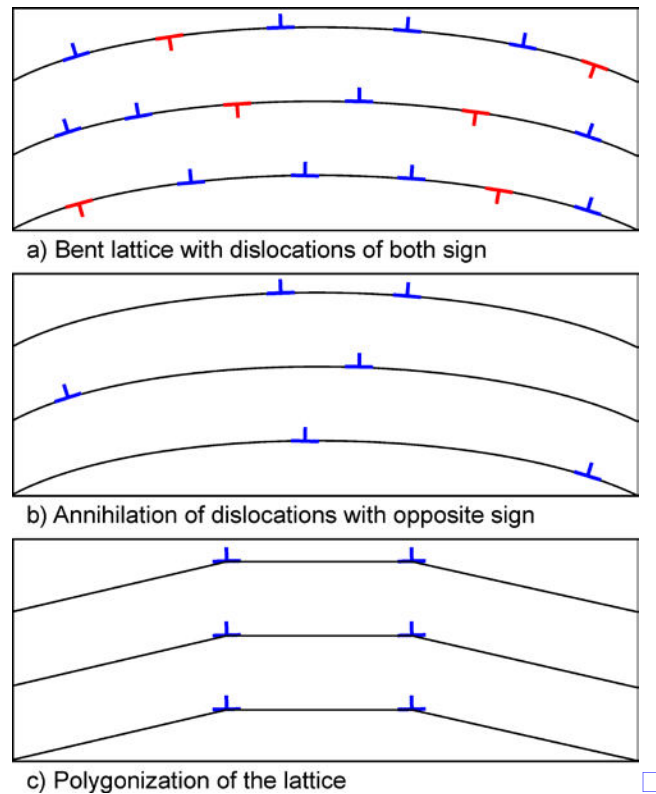 a) Bent lattice with dislocations of both sign
b) Annihilation of dislocations with opposite sign
c) Polygonization of the lattice